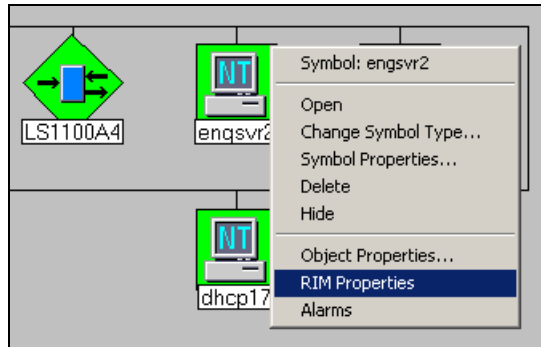 NT
Symbol: engsvr2
Open
LS1100A4
engsvr2
Change Symbol Type...
Symbol Properties...
Delete
Hide
NT
Object Properties...
RIM Properties
dhcp17
Alarms